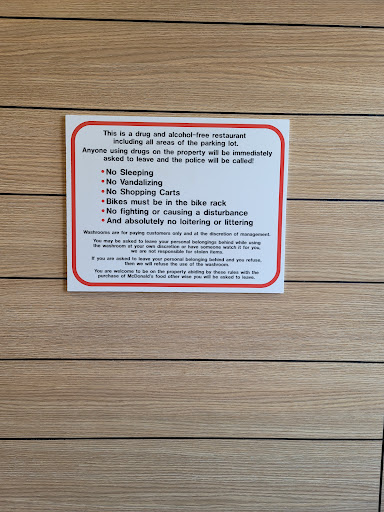 This is a drug and alcohol-free restaurant
including all areas of the parking lot.
Anyone using drugs on the property will be immediately
asked to leave and the police will be called!
• No Sleeping
• No Vandalizing
• No Shopping Carts
• Bikes must be in the bike rack
• No fighting or causing a disturbance
• And absolutely no loitering or littering
Washrooms are for paying customers only and at the discretion of management.
You may be asked to leave your personal belongings behind while using
the washroom at your own discretion or have someone watch it for you,
we are not responsible for stolen items.
If you are asked to leave your personal belonging behind and you refuse,
then we will refuse the use of the washroom.
You are welcome to be on the property abiding by these rules with the
purchase of McDonald's food other wise you will be asked to leave.